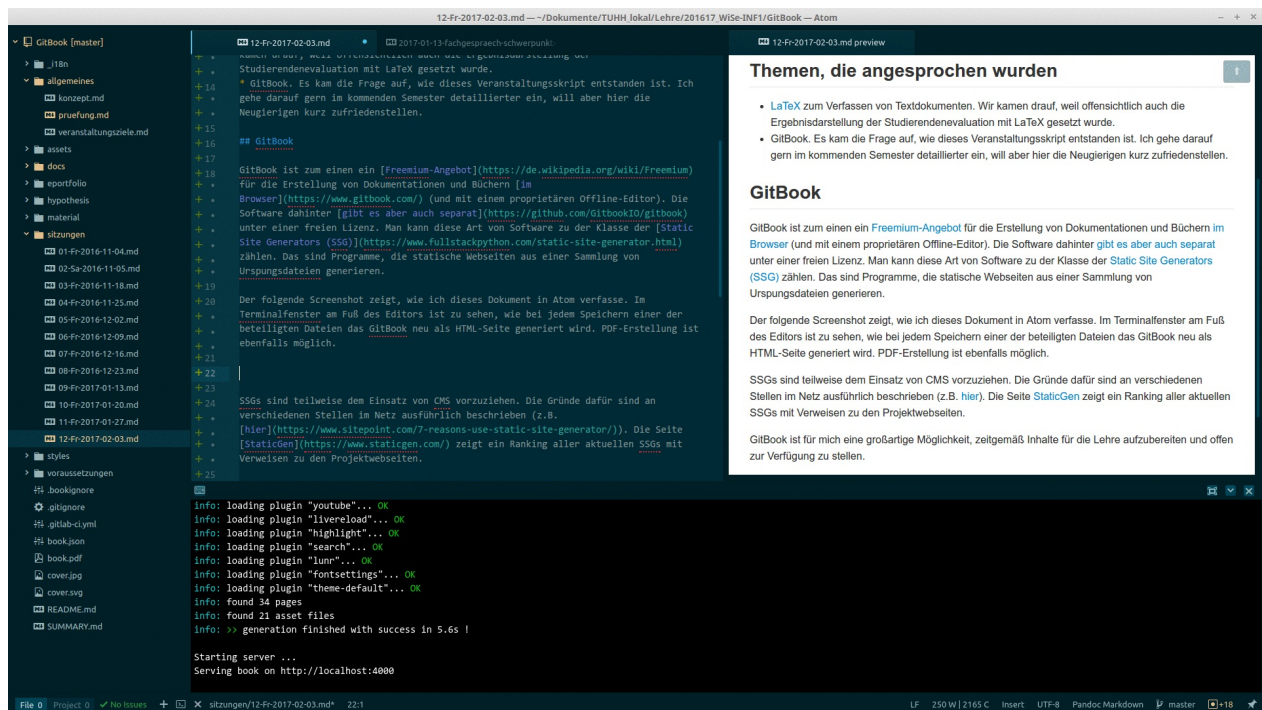 12-Fr-2017-02-03.md — ~/Dokumente/TUHH_lokal/Lehre/201617_WiSe-INF1/GitBook — Atom
GitBook [master]
_i18n
allgemeines
konzept.md
pruefung.md
veranstaltungsziele.md
assets
docs
eportfolio
hypothesis
material
sitzungen
01-Fr-2016-11-04.md
02-Sa-2016-11-05.md
03-Fr-2016-11-18.md
04-Fr-2016-11-25.md
05-Fr-2016-12-02.md
06-Fr-2016-12-09.md
07-Fr-2016-12-16.md
08-Fr-2016-12-23.md
09-Fr-2017-01-13.md
10-Fr-2017-01-20.md
11-Fr-2017-01-27.md
12-Fr-2017-02-03.md
styles
voraussetzungen
.bookignore
.gitignore
.gitlab-ci.yml
book.json
book.pdf
cover.jpg
cover.svg
README.md
SUMMARY.md
12-Fr-2017-02-03.md
2017-01-13-fachgespraech-schwerpunkt
kamen drauf, weil offensichtlich auch die Ergebnisdarstellung der
Studierendenevaluation mit LaTeX gesetzt wurde.
14 * GitBook. Es kam die Frage auf, wie dieses Veranstaltungsskript entstanden ist. Ich
gehe darauf gern im kommenden Semester detaillierter ein, will aber hier die
Neugierigen kurz zufriedenstellen.
15
16 ## GitBook
17
18 GitBook ist zum einen ein [Freemium-Angebot](https://de.wikipedia.org/wiki/Freemium)
für die Erstellung von Dokumentationen und Büchern [im
Browser](https://www.gitbook.com/) (und mit einem proprietären Offline-Editor). Die
Software dahinter [gibt es aber auch separat](https://github.com/GitbookIO/gitbook)
unter einer freien Lizenz. Man kann diese Art von Software zu der Klasse der [Static
Site Generators (SSG)](https://www.fullstackpython.com/static-site-generator.html)
zählen. Das sind Programme, die statische Webseiten aus einer Sammlung von
Urspungsdateien generieren.
19
20 Der folgende Screenshot zeigt, wie ich dieses Dokument in Atom verfasse. Im
Terminalfenster am Fuß des Editors ist zu sehen, wie bei jedem Speichern einer der
beteiligten Dateien das GitBook neu als HTML-Seite generiert wird. PDF-Erstellung ist
ebenfalls möglich.
21
22
23
24 SSGs sind teilweise dem Einsatz von CMS vorzuziehen. Die Gründe dafür sind an
verschiedenen Stellen im Netz ausführlich beschrieben (z.B.
[hier](https://www.sitepoint.com/7-reasons-use-static-site-generator/)). Die Seite
[StaticGen](https://www.staticgen.com/) zeigt ein Ranking aller aktuellen SSGs mit
Verweisen zu den Projektwebseiten.
25
12-Fr-2017-02-03.md preview
Themen, die angesprochen wurden
• LaTeX zum Verfassen von Textdokumenten. Wir kamen drauf, weil offensichtlich auch die
Ergebnisdarstellung der Studierendenevaluation mit LaTeX gesetzt wurde.
• GitBook. Es kam die Frage auf, wie dieses Veranstaltungsskript entstanden ist. Ich gehe darauf
gern im kommenden Semester detaillierter ein, will aber hier die Neugierigen kurz zufriedenstellen.
GitBook
GitBook ist zum einen ein Freemium-Angebot für die Erstellung von Dokumentationen und Büchern im
Browser (und mit einem proprietären Offline-Editor). Die Software dahinter gibt es aber auch separat
unter einer freien Lizenz. Man kann diese Art von Software zu der Klasse der Static Site Generators
(SSG) zählen. Das sind Programme, die statische Webseiten aus einer Sammlung von
Urspungsdateien generieren.
Der folgende Screenshot zeigt, wie ich dieses Dokument in Atom verfasse. Im Terminalfenster am Fuß
des Editors ist zu sehen, wie bei jedem Speichern einer der beteiligten Dateien das GitBook neu als
HTML-Seite generiert wird. PDF-Erstellung ist ebenfalls möglich.
SSGs sind teilweise dem Einsatz von CMS vorzuziehen. Die Gründe dafür sind an verschiedenen
Stellen im Netz ausführlich beschrieben (z.B. hier). Die Seite StaticGen zeigt ein Ranking aller aktuellen
SSGs mit Verweisen zu den Projektwebseiten.
GitBook ist für mich eine großartige Möglichkeit, zeitgemäß Inhalte für die Lehre aufzubereiten und offen
zur Verfügung zu stellen.
info: loading plugin "youtube"... OK
info: loading plugin "livereload"... OK
info: loading plugin "highlight"... OK
info: loading plugin "search"... OK
info: loading plugin "lunr"... OK
info: loading plugin "fontsettings"... OK
info: loading plugin "theme-default"... OK
info: found 34 pages
info: found 21 asset files
info: >> generation finished with success in 5.6s !
Starting server ...
Serving book on http://localhost:4000
File 0 Project 0 ✓ No Issues + sitzungen/12-Fr-2017-02-03.md* 22:1 LF 250 W | 2165 C Insert UTF-8 Pandoc Markdown master +18